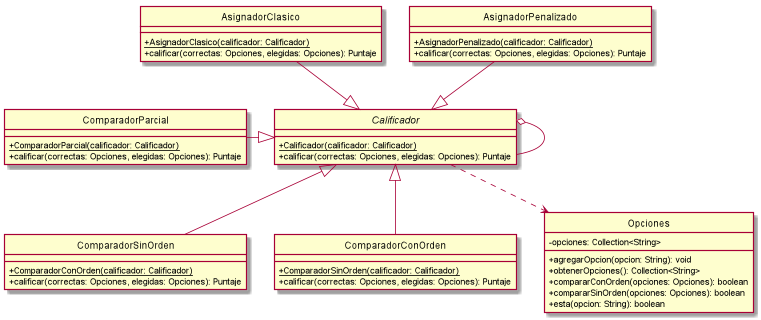 AsignadorClasico
+AsignadorClasico(calificador: Calificador)
+calificar(correctas: Opciones, elegidas: Opciones): Puntaje
AsignadorPenalizado
+AsignadorPenalizado(calificador: Calificador)
+calificar(correctas: Opciones, elegidas: Opciones): Puntaje
ComparadorParcial
+ComparadorParcial(calificador: Calificador)
+calificar(correctas: Opciones, elegidas: Opciones): Puntaje
Calificador
+Calificador(calificador: Calificador)
+calificar(correctas: Opciones, elegidas: Opciones): Puntaje
ComparadorSinOrden
+ComparadorConOrden(calificador: Calificador)
+calificar(correctas: Opciones, elegidas: Opciones): Puntaje
ComparadorConOrden
+ComparadorSinOrden(calificador: Calificador)
+calificar(correctas: Opciones, elegidas: Opciones): Puntaje
Opciones
-opciones: Collection<String>
+agregarOpcion(opcion: String): void
+obtenerOpciones(): Collection<String>
+compararConOrden(opciones: Opciones): boolean
+compararSinOrden(opciones: Opciones): boolean
+esta(opcion: String): boolean